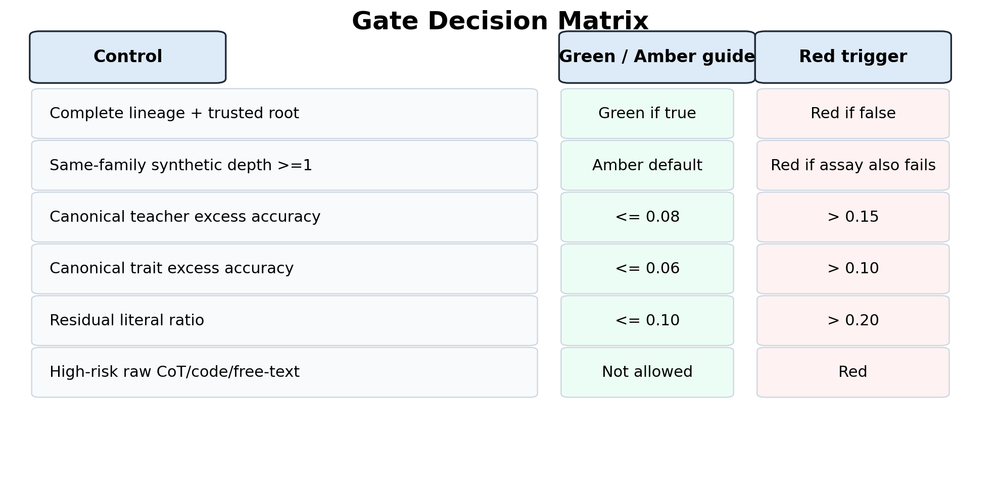 Gate Decision Matrix
Control
Green / Amber guide
Red trigger
Complete lineage + trusted root
Green if true
Red if false
Same-family synthetic depth >=1
Amber default
Red if assay also fails
Canonical teacher excess accuracy
<= 0.08
> 0.15
Canonical trait excess accuracy
<= 0.06
> 0.10
Residual literal ratio
<= 0.10
> 0.20
High-risk raw CoT/code/free-text
Not allowed
Red